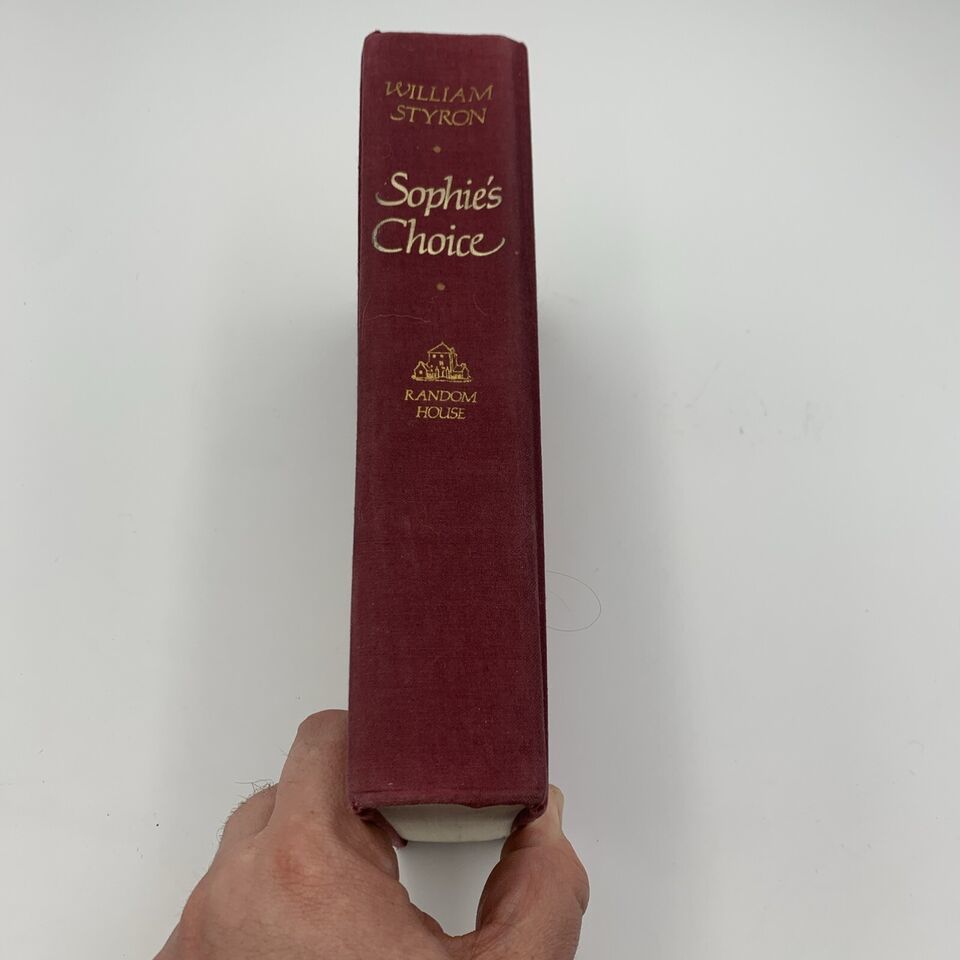 WILLIAM
STYRON
Sophie's
Choice
RANDOM
HOUSE